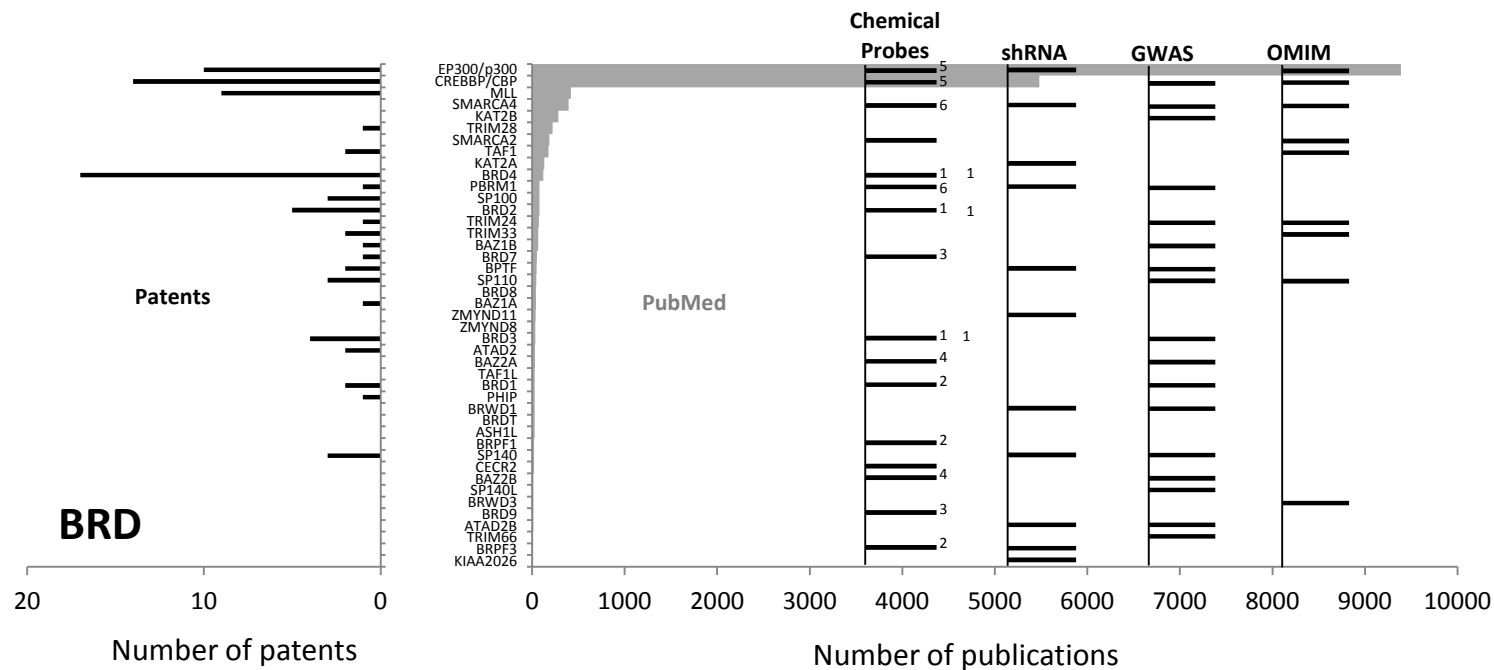 Chemical
Probes shRNA GWAS OMIM
EP300/p300 5
CREBBP/CBP 5
MLL
SMARCA4 6
KAT2B
TRIM28
SMARCA2
TAF1
KAT2A
BRD4 1 1
PBRM1 6
SP100
BRD2 1 1
TRIM24
TRIM33
BAZ1B
BRD7 3
BPTF
SP110
BRD8
Patents PubMed
BAZ1A
ZMYND11
ZMYND8
BRD3 1 1
ATAD2
BAZ2A 4
TAF1L
BRD1 2
PHIP
BRWD1
BRDT
ASH1L
BRPF1 2
SP140
CECR2
BAZ2B 4
SP140L
BRWD3
BRD9 3
BRD
ATAD2B
TRIM66
BRPF3 2
KIAA2026
20 10 0 0 1000 2000 3000 4000 5000 6000 7000 8000 9000 10000
Number of patents Number of publications